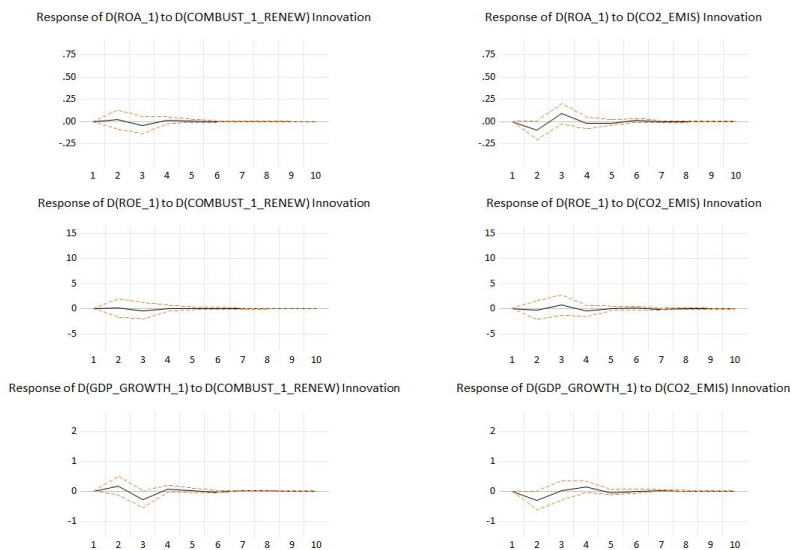 Response of D(ROA_1) to D(COMBUST_1_RENEW) Innovation
.75
.50
.25
.00
-.25
1 2 3 4 5 6 7 8 9 10
Response of D(ROA_1) to D(CO2_EMIS) Innovation
.75
.50
.25
.00
-.25
1 2 3 4 5 6 7 8 9 10
Response of D(ROE_1) to D(COMBUST_1_RENEW) Innovation
15
10
5
0
-5
1 2 3 4 5 6 7 8 9 10
Response of D(ROE_1) to D(CO2_EMIS) Innovation
15
10
5
0
-5
1 2 3 4 5 6 7 8 9 10
Response of D(GDP_GROWTH_1) to D(COMBUST_1_RENEW) Innovation
2
1
0
-1
1 2 3 4 5 6 7 8 9 10
Response of D(GDP_GROWTH_1) to D(CO2_EMIS) Innovation
2
1
0
-1
1 2 3 4 5 6 7 8 9 10